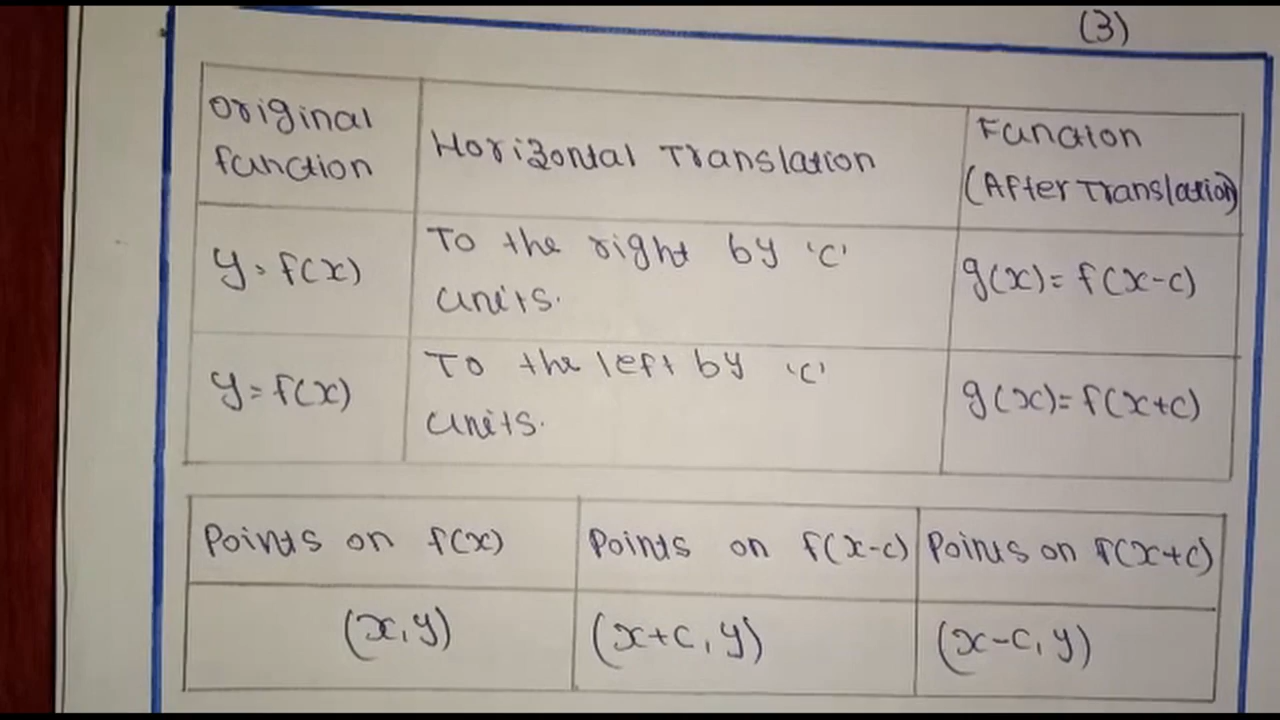 (3)
Original function | Horizontal Translation | Function (After Translation)
y = f(x) | To the right by 'c' units. | g(x) = f(x-c)
y = f(x) | To the left by 'c' units. | g(x) = f(x+c)
Points on f(x) | Points on f(x-c) | Points on f(x+c)
(x, y) | (x+c, y) | (x-c, y)